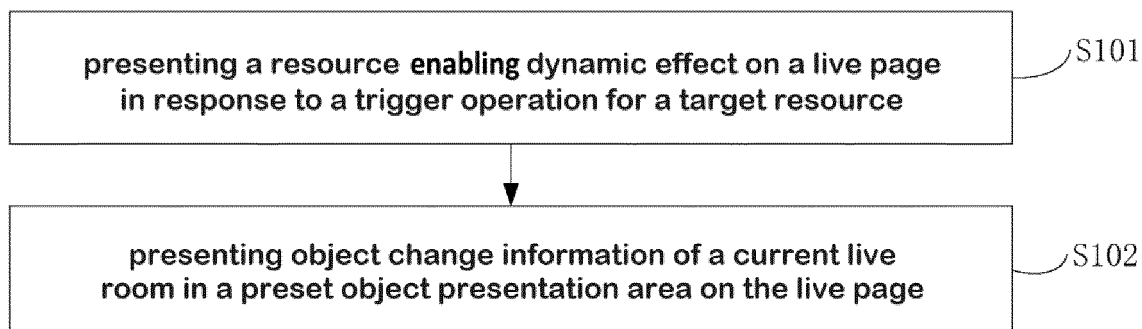 presenting a resource enabling dynamic effect on a live page
in response to a trigger operation for a target resource
S101
presenting object change information of a current live
room in a preset object presentation area on the live page
S102